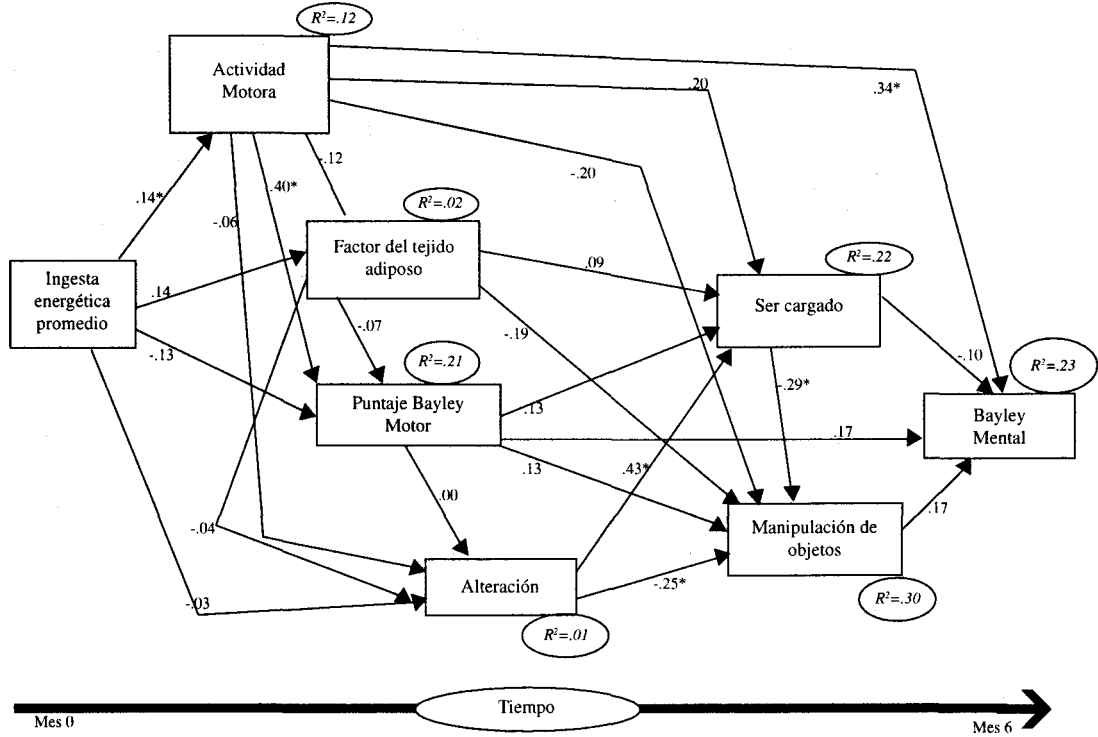 R²=.12
Actividad
Motora
.20
.34*
-.12
-.20
.14*
.40*
-.06
R²=.02
Factor del tejido
adiposo
R²=.22
Ingesta
energética
promedio
.09
Ser cargado
.14
-.07
-.19
-.13
R²=.21
-.10
R²=.23
Puntaje Bayley
Motor
-.29*
.13
Bayley
Mental
.17
.13
.43*
.00
.17
-.04
Manipulación de
objetos
Alteración
-.25*
-.03
R²=.30
R²=.01
Tiempo
Mes 0
Mes 6